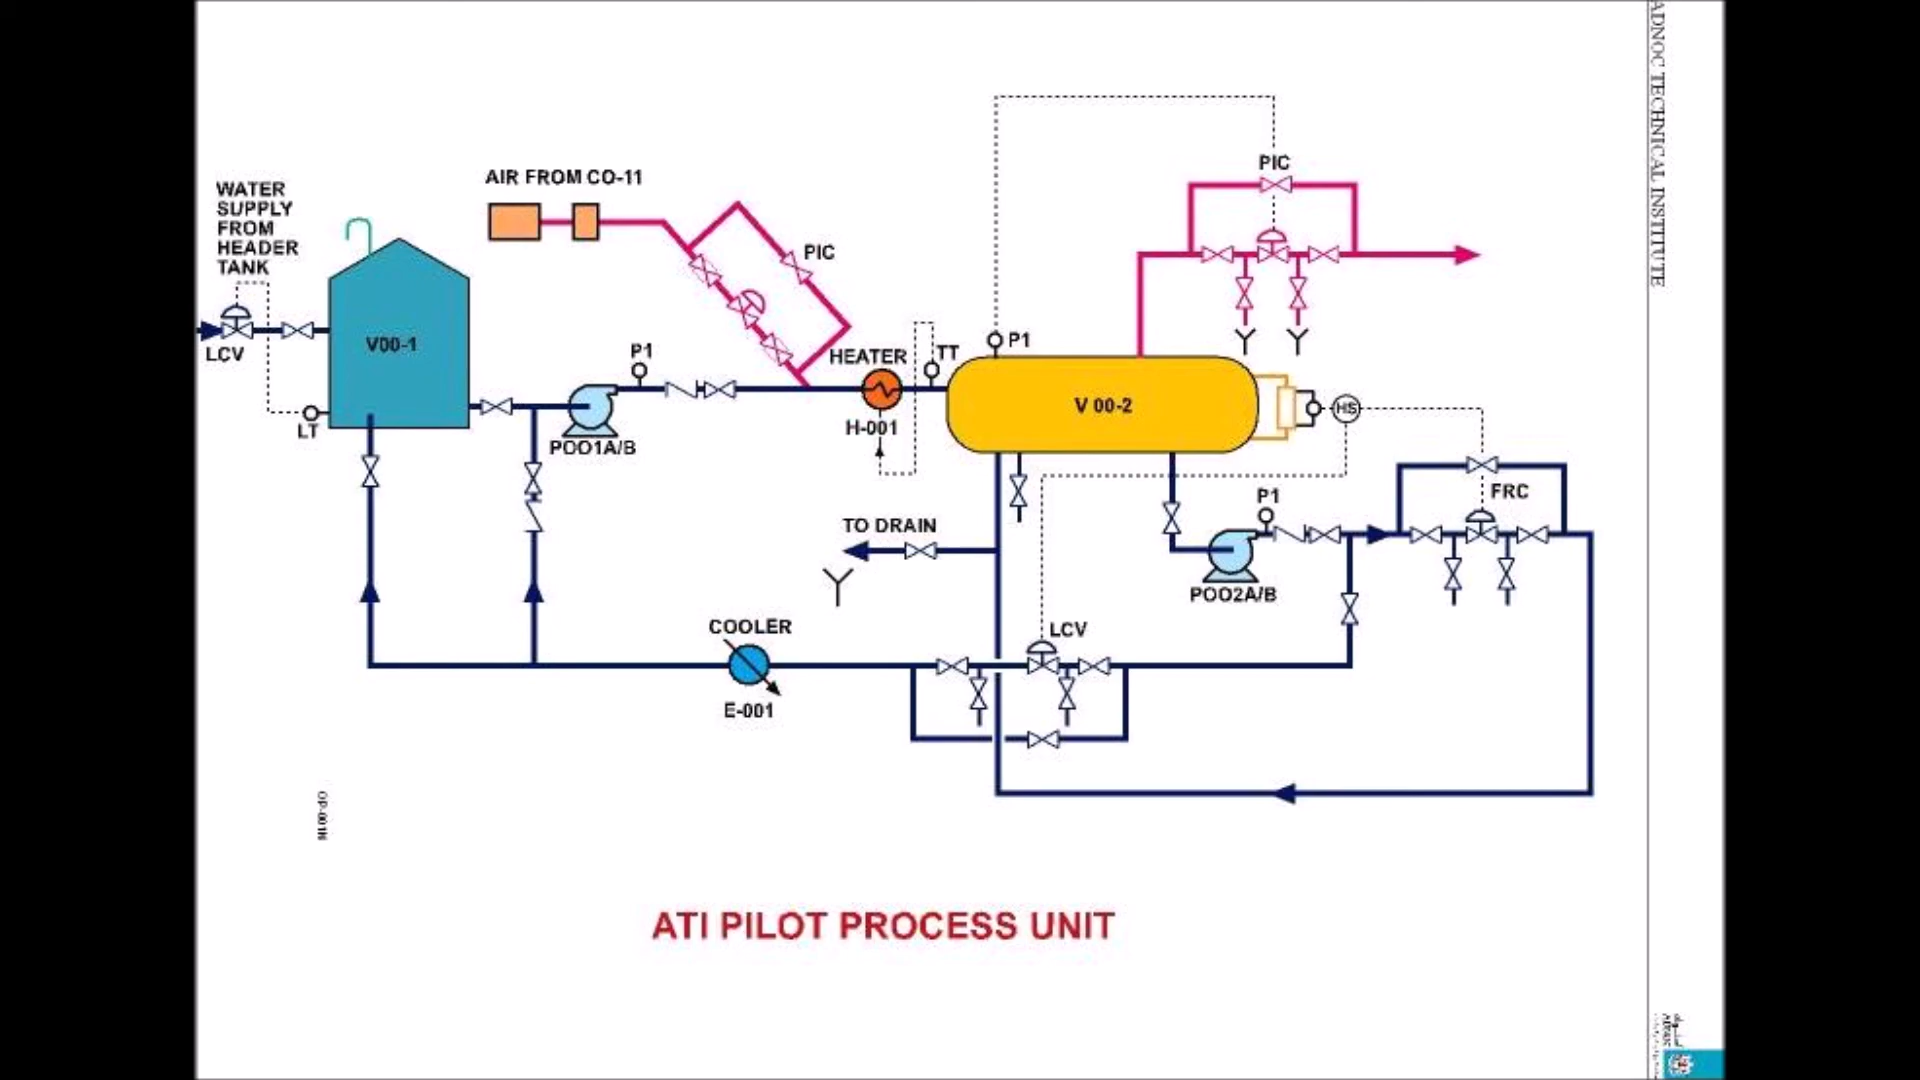 ADNOC TECHNICAL INSTITUTE
AIR FROM CO-11
WATER
SUPPLY
FROM
HEADER
TANK
PIC
PIC
LCV
V00-1
P1
HEATER
TT
P1
V 00-2
HS
LT
POO1A/B
H-001
FRC
P1
TO DRAIN
POO2A/B
COOLER
LCV
E-001
OP-001N
ATI PILOT PROCESS UNIT